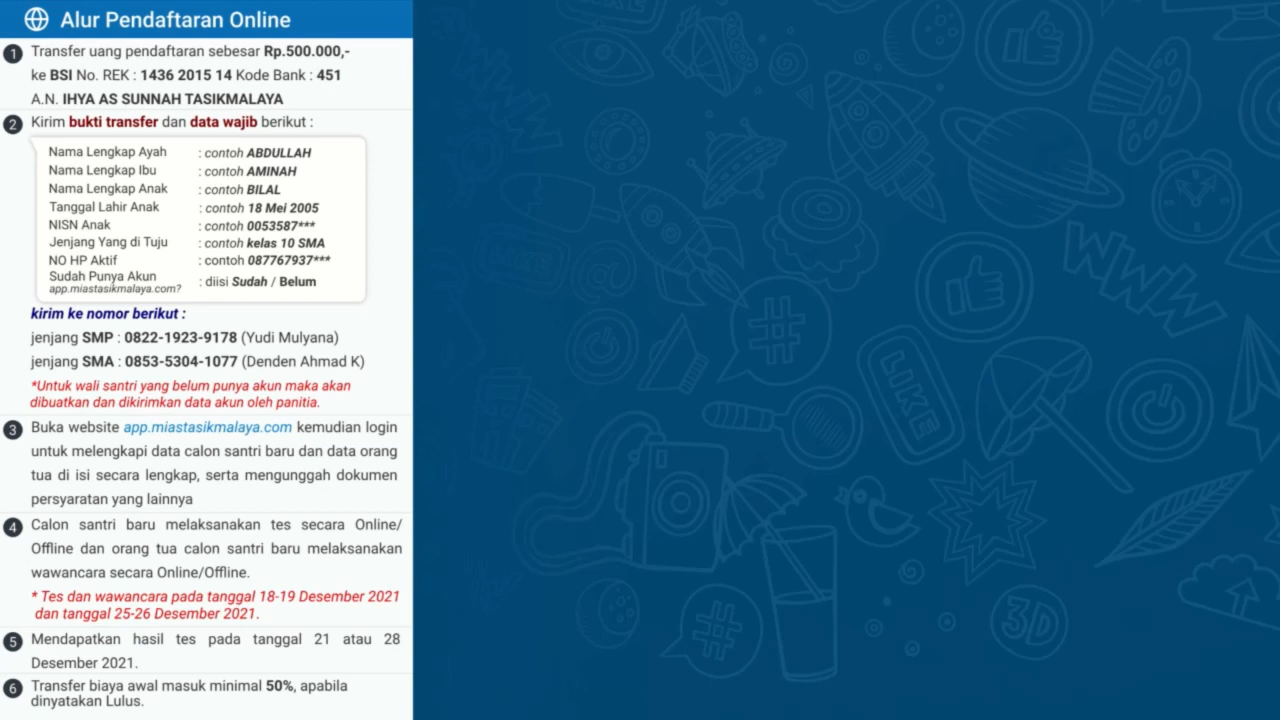 Alur Pendaftaran Online
1 Transfer uang pendaftaran sebesar Rp.500.000,-
ke BSI No. REK : 1436 2015 14 Kode Bank : 451
A.N. IHYA AS SUNNAH TASIKMALAYA
2 Kirim bukti transfer dan data wajib berikut :
Nama Lengkap Ayah : contoh ABDULLAH
Nama Lengkap Ibu : contoh AMINAH
Nama Lengkap Anak : contoh BILAL
Tanggal Lahir Anak : contoh 18 Mei 2005
NISN Anak : contoh 0053587***
Jenjang Yang di Tuju : contoh kelas 10 SMA
NO HP Aktif : contoh 087767937***
Sudah Punya Akun : diisi Sudah / Belum
app.miastasikmalaya.com?
kirim ke nomor berikut :
jenjang SMP : 0822-1923-9178 (Yudi Mulyana)
jenjang SMA : 0853-5304-1077 (Denden Ahmad K)
*Untuk wali santri yang belum punya akun maka akan
dibuatkan dan dikirimkan data akun oleh panitia.
3 Buka website app.miastasikmalaya.com kemudian login
untuk melengkapi data calon santri baru dan data orang
tua di isi secara lengkap, serta mengunggah dokumen
persyaratan yang lainnya
4 Calon santri baru melaksanakan tes secara Online/
Offline dan orang tua calon santri baru melaksanakan
wawancara secara Online/Offline.
* Tes dan wawancara pada tanggal 18-19 Desember 2021
dan tanggal 25-26 Desember 2021.
5 Mendapatkan hasil tes pada tanggal 21 atau 28
Desember 2021.
6 Transfer biaya awal masuk minimal 50%, apabila
dinyatakan Lulus.
WWW
LIKE
3D